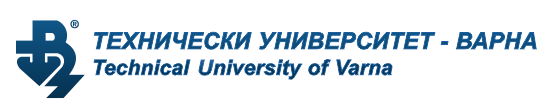 ТЕХНИЧЕСКИ УНИВЕРСИТЕТ - ВАРНА
Technical University of Varna
®